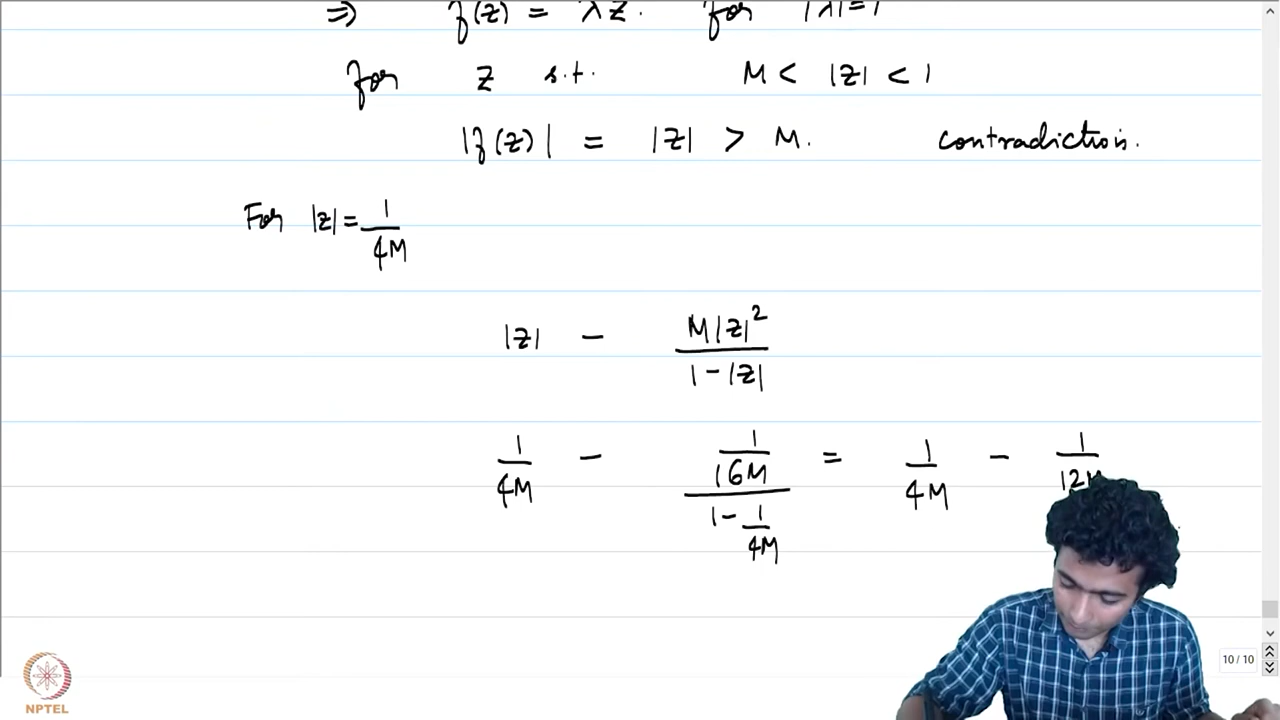 ⇒ f(z) = λz. for |λ|=1
for z s.t. M < |z| < 1
|f(z)| = |z| > M. contradiction.
For |z| = 1/4M
|z| - M|z|²/1-|z|
1/4M - (1/16M)/(1-1/4M) = 1/4M - 1/12M
10 / 10
NPTEL